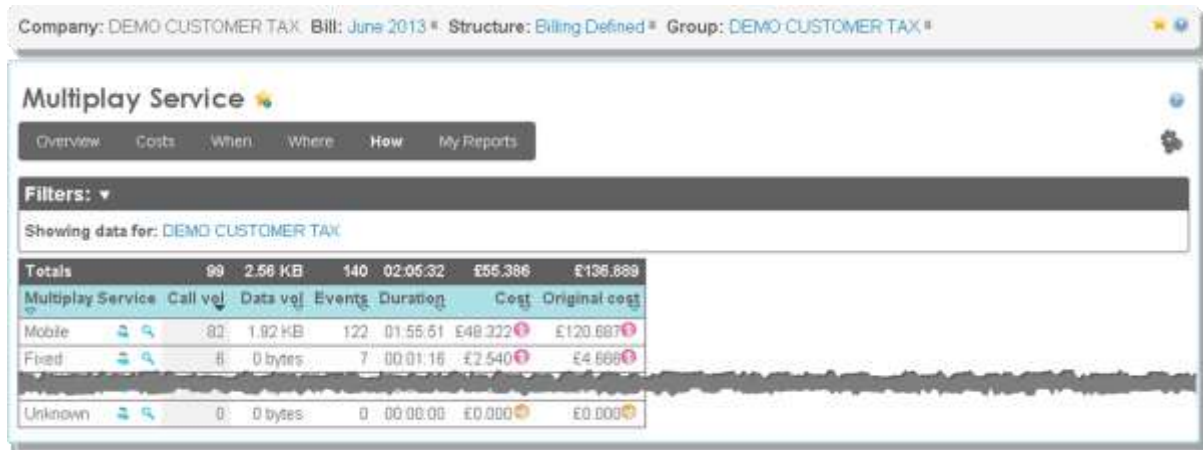 Company: DEMO CUSTOMER TAX Bill: June 2013 Structure: Billing Defined Group: DEMO CUSTOMER TAX
Multiplay Service
Overview Costs When Where How My Reports
Filters:
Showing data for: DEMO CUSTOMER TAX
Totals 99 2.56 KB 140 02:05:32 £55.386 £136.889
Multiplay Service Call vol Data vol Events Duration Cost Original cost
Mobile 82 1.92 KB 122 01:55:51 £48.322 £120.687
Fixed 6 0 bytes 7 00:01:16 £2.540 £4.666
Unknown 0 0 bytes 0 00:00:00 £0.000 £0.000